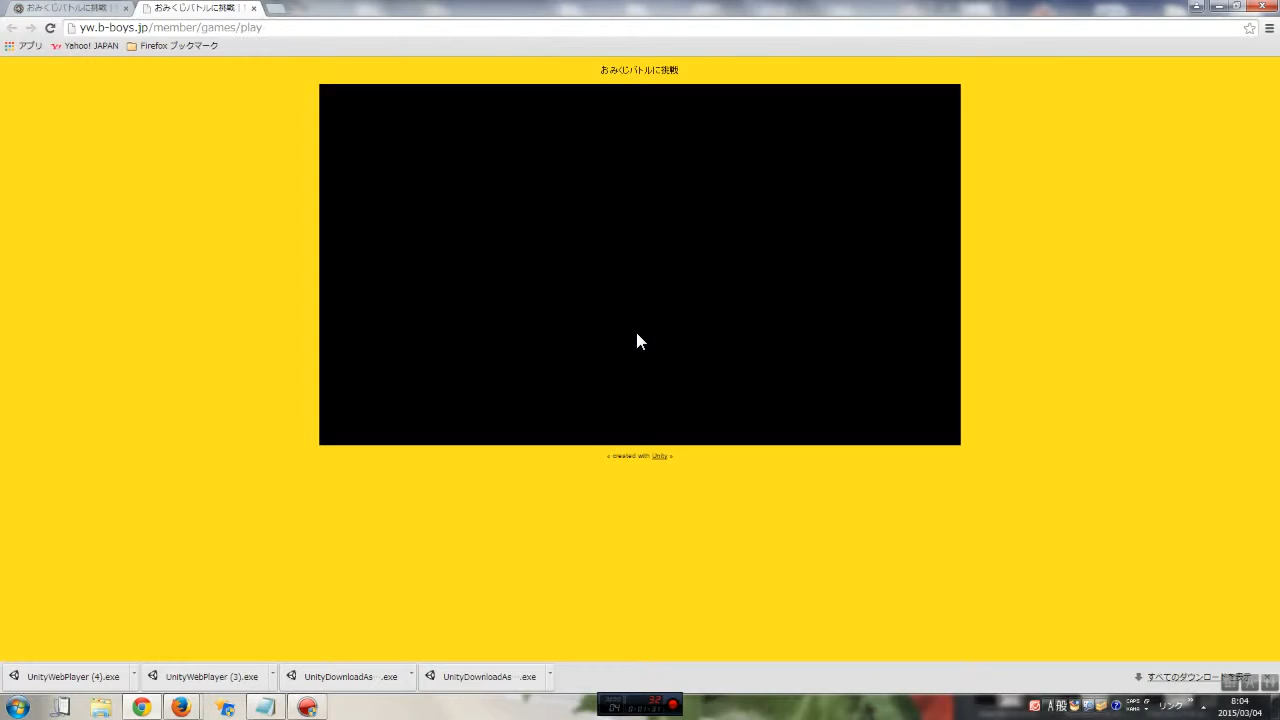 おみくじバトルに挑戦 |
おみくじバトルに挑戦 |
yw.b-boys.jp/member/games/play
アプリ Yahoo! JAPAN Firefox ブックマーク
おみくじバトルに挑戦
« created with Unity »
UnityWebPlayer (4).exe UnityWebPlayer (3).exe UnityDownloadAs....exe UnityDownloadAs....exe すべてのダウンロードを表示
A 般 CAPS KANA リンク »
8:04
2015/03/04